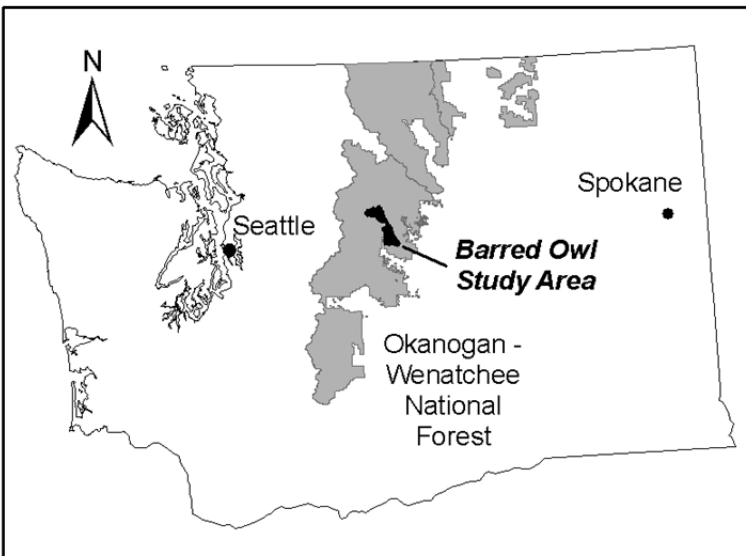 N
Seattle
Spokane
Barred Owl
Study Area
Okanogan -
Wenatchee
National
Forest